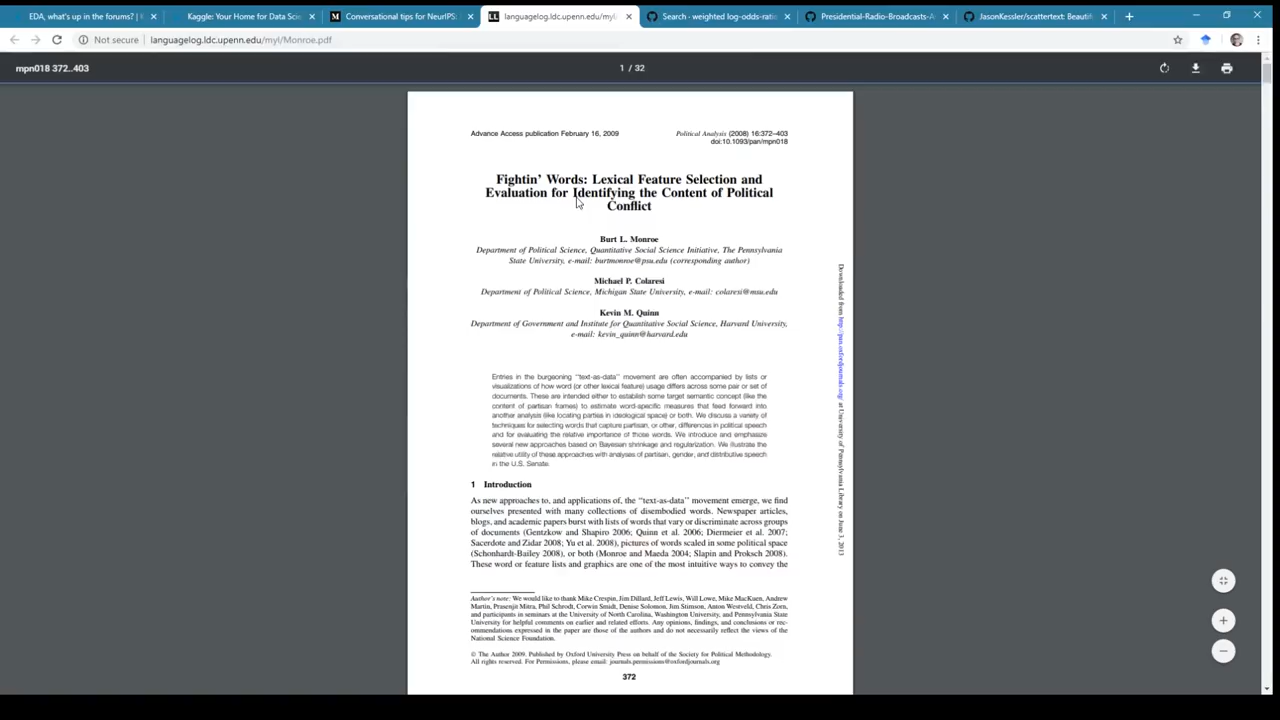 EDA, what's up in the forums?
Kaggle: Your Home for Data Scie
Conversational tips for NeurIPS
languagelog.ldc.upenn.edu/myl/
Search · weighted log-odds-ratio
Presidential-Radio-Broadcasts-A
JasonKessler/scattertext: Beautif
Not secure
languagelog.ldc.upenn.edu/myl/Monroe.pdf
mpn018 372..403
1 / 32
Advance Access publication February 16, 2009
Political Analysis (2008) 16:372–403
doi:10.1093/pan/mpn018
Fightin' Words: Lexical Feature Selection and
Evaluation for Identifying the Content of Political
Conflict
Burt L. Monroe
Department of Political Science, Quantitative Social Science Initiative, The Pennsylvania
State University, e-mail: burtmonroe@psu.edu (corresponding author)
Michael P. Colaresi
Department of Political Science, Michigan State University, e-mail: colaresi@msu.edu
Kevin M. Quinn
Department of Government and Institute for Quantitative Social Science, Harvard University,
e-mail: kevin_quinn@harvard.edu
Entries in the burgeoning ''text-as-data'' movement are often accompanied by lists or
visualizations of how word (or other lexical feature) usage differs across some pair or set of
documents. These are intended either to establish some target semantic concept (like the
content of partisan frames) to estimate word-specific measures that feed forward into
another analysis (like locating parties in ideological space) or both. We discuss a variety of
techniques for selecting words that capture partisan, or other, differences in political speech
and for evaluating the relative importance of those words. We introduce and emphasize
several new approaches based on Bayesian shrinkage and regularization. We illustrate the
relative utility of these approaches with analyses of partisan, gender, and distributive speech
in the U.S. Senate.
1 Introduction
As new approaches to, and applications of, the ''text-as-data'' movement emerge, we find
ourselves presented with many collections of disembodied words. Newspaper articles,
blogs, and academic papers burst with lists of words that vary or discriminate across groups
of documents (Gentzkow and Shapiro 2006; Quinn et al. 2006; Diermeier et al. 2007;
Sacerdote and Zidar 2008; Yu et al. 2008), pictures of words scaled in some political space
(Schonhardt-Bailey 2008), or both (Monroe and Maeda 2004; Slapin and Proksch 2008).
These word or feature lists and graphics are one of the most intuitive ways to convey the
Author's note: We would like to thank Mike Crespin, Jim Dillard, Jeff Lewis, Will Lowe, Mike MacKuen, Andrew
Martin, Prasenjit Mitra, Phil Schrodt, Corwin Smidt, Denise Solomon, Jim Stimson, Anton Westveld, Chris Zorn,
and participants in seminars at the University of North Carolina, Washington University, and Pennsylvania State
University for helpful comments on earlier and related efforts. Any opinions, findings, and conclusions or rec-
ommendations expressed in the paper are those of the authors and do not necessarily reflect the views of the
National Science Foundation.
© The Author 2009. Published by Oxford University Press on behalf of the Society for Political Methodology.
All rights reserved. For Permissions, please email: journals.permissions@oxfordjournals.org
372
Downloaded from http://pan.oxfordjournals.org/ at University of Pennsylvania Library on June 3, 2013